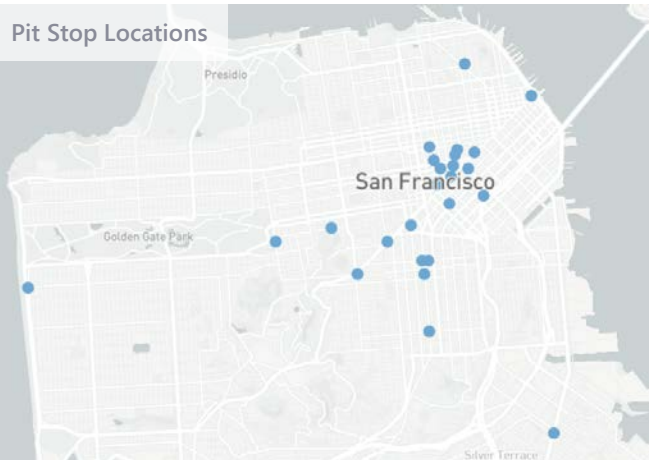 Pit Stop Locations
Presidio
San Francisco
Golden Gate Park
Silver Terrace